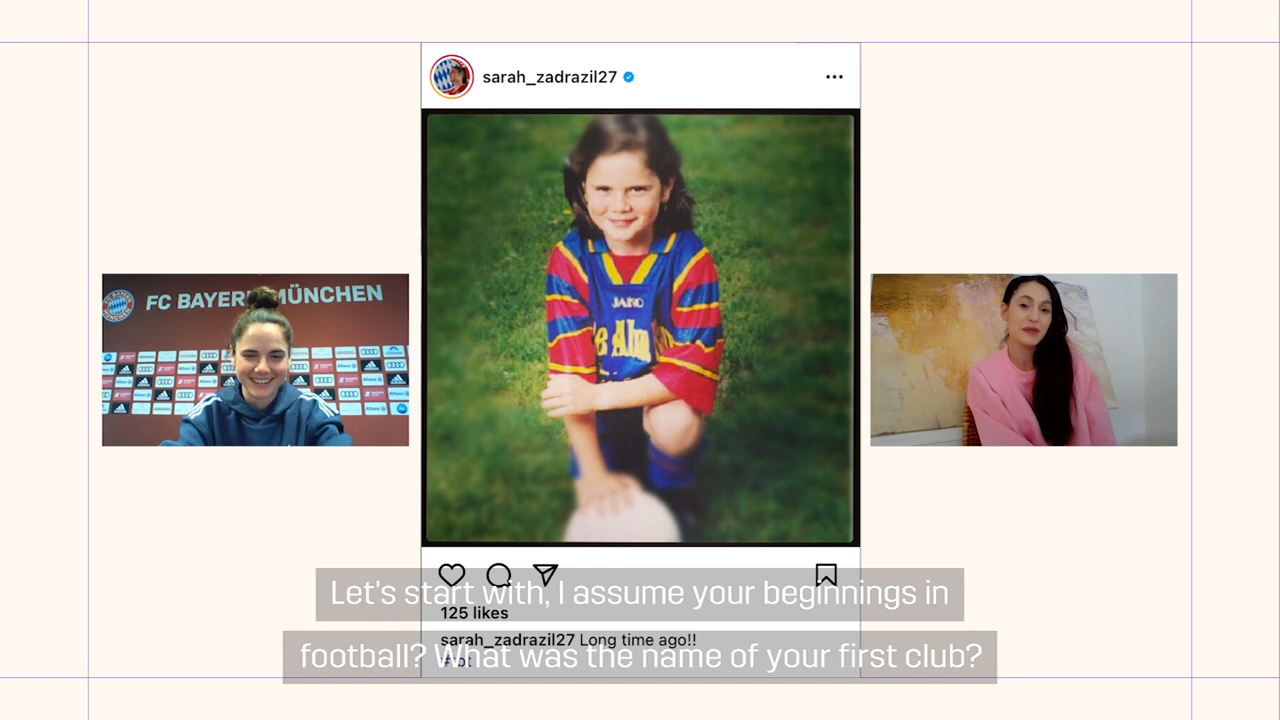 sarah_zadrazil27
FC BAYERN MÜNCHEN
JAKO
125 likes
sarah_zadrazil27 Long time ago!!
Let's start with, I assume your beginnings in
football? What was the name of your first club?